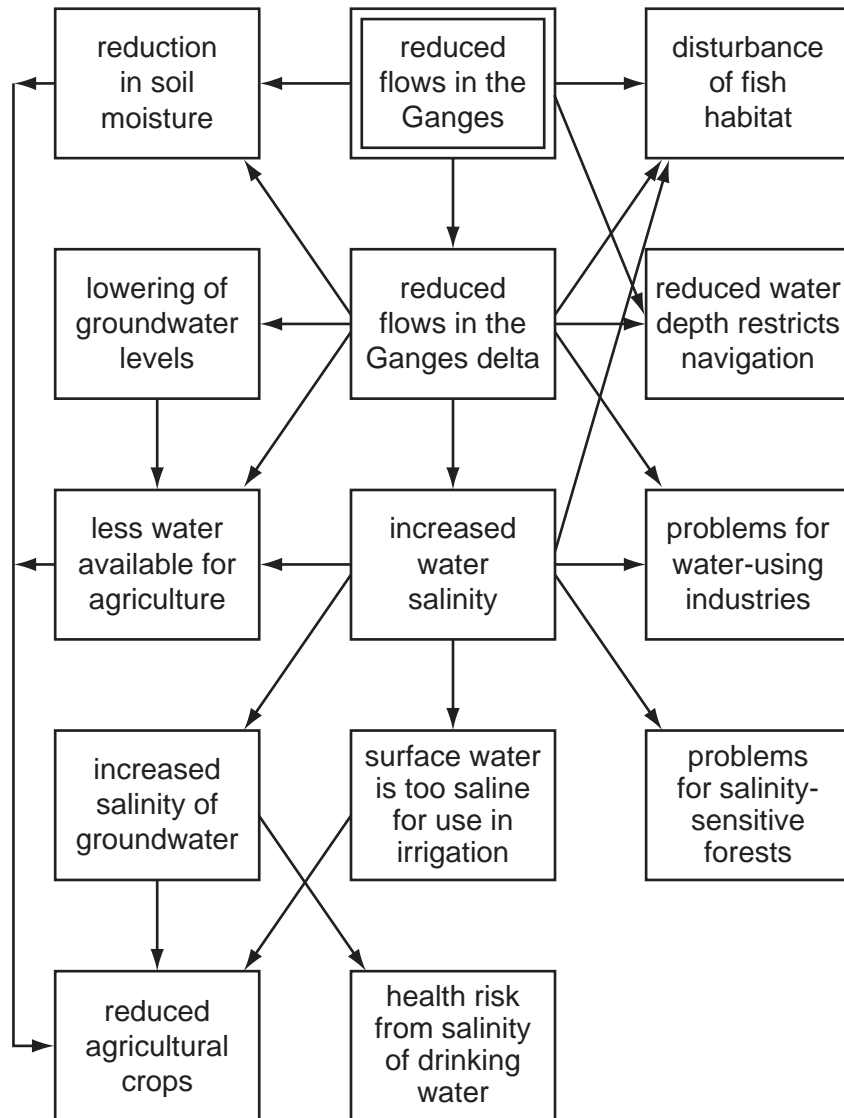 reduction
in soil
moisture
reduced
flows in the
Ganges
disturbance
of fish
habitat
lowering of
groundwater
levels
reduced
flows in the
Ganges delta
reduced water
depth restricts
navigation
less water
available for
agriculture
increased
water
salinity
problems for
water-using
industries
increased
salinity of
groundwater
surface water
is too saline
for use in
irrigation
problems
for salinity-
sensitive
forests
reduced
agricultural
crops
health risk
from salinity
of drinking
water